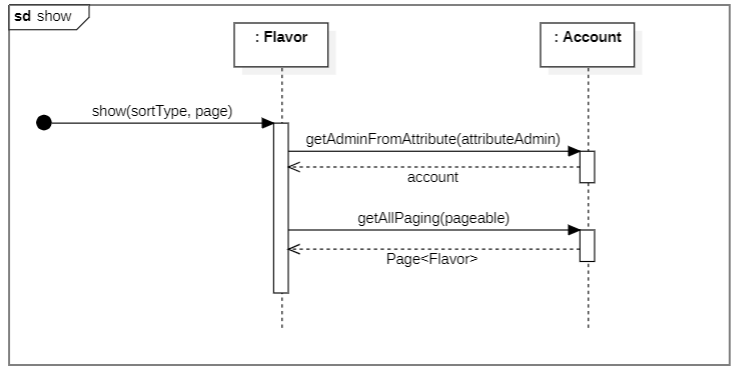 sd show
: Flavor
: Account
show(sortType, page)
getAdminFromAttribute(attributeAdmin)
account
getAllPaging(pageable)
Page<Flavor>